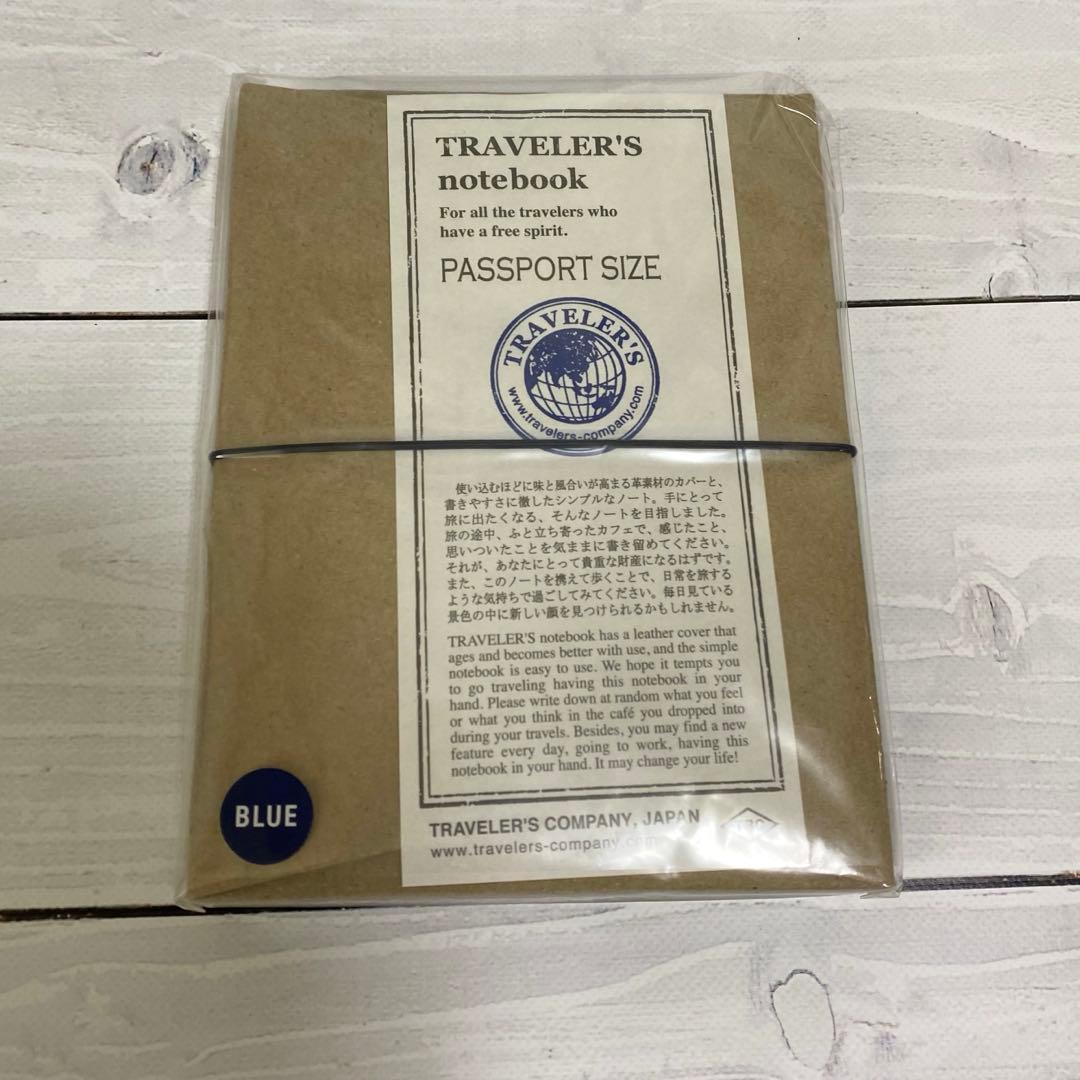 TRAVELER'S
notebook
For all the travelers who
have a free spirit.
PASSPORT SIZE
TRAVELER'S
www.travelers-company.com
使い込むほどに味と風合いが高まる革素材のカバーと、
書きやすさに徹したシンプルなノート。手にとって
旅に出たくなる、そんなノートを目指しました。
旅の途中、ふと立ち寄ったカフェで、感じたこと、
思いついたことを気ままに書き留めてください。
それが、あなたにとって貴重な財産になるはずです。
また、このノートを携えて歩くことで、日常を旅する
ような気持ちで過ごしてみてください。毎日見ている
景色の中に新しい顔を見つけられるかもしれません。
TRAVELER'S notebook has a leather cover that
ages and becomes better with use, and the simple
notebook is easy to use. We hope it tempts you
to go traveling having this notebook in your
hand. Please write down at random what you feel
or what you think in the café you dropped into
during your travels. Besides, you may find a new
feature every day, going to work, having this
notebook in your hand. It may change your life!
BLUE
TRAVELER'S COMPANY, JAPAN
www.travelers-company.com